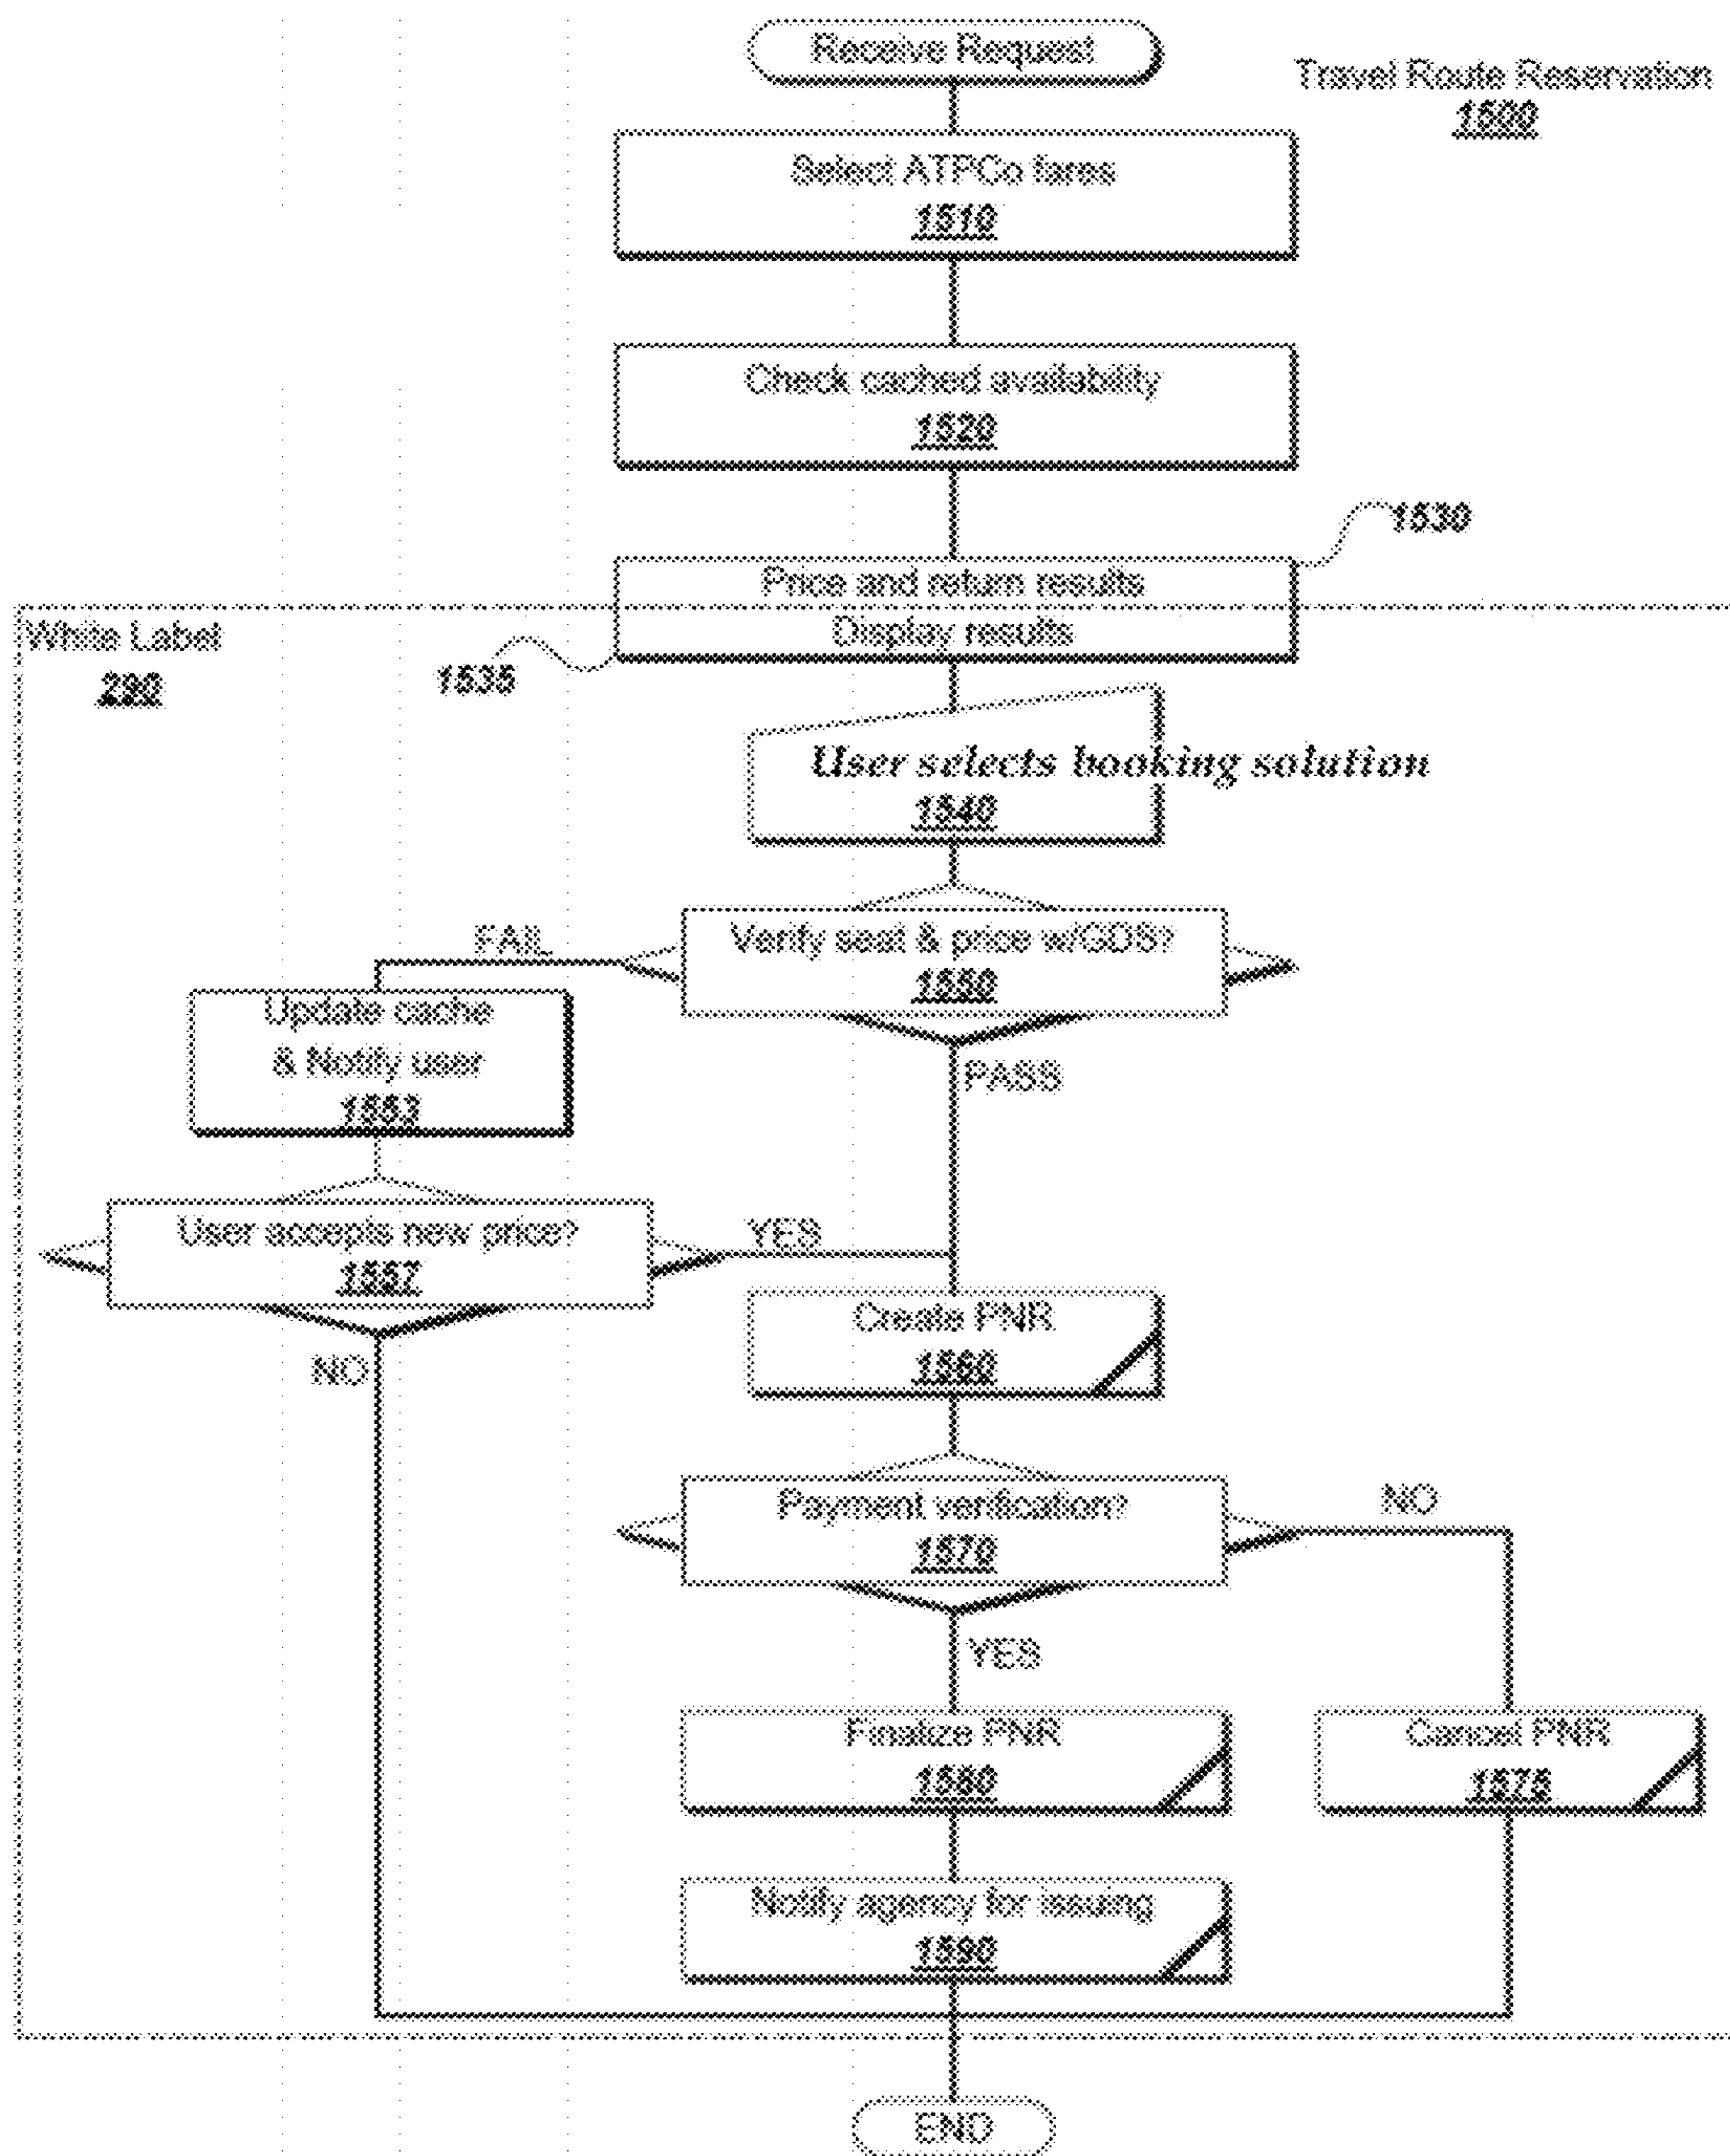 Receive Request
Travel Route Reservation
1500
Select ATPCo fares
1510
Check cached availability
1520
1530
Price and return results
White Label
290
Display results
1535
User selects booking solution
1540
FAIL
Verify seat & price w/GDS?
1550
Update cache
& Notify user
1553
PASS
User accepts new price?
1557
YES
NO
Create PNR
1560
Payment verification?
1570
NO
YES
Finalize PNR
1580
Cancel PNR
1575
Notify agency for issuing
1590
END